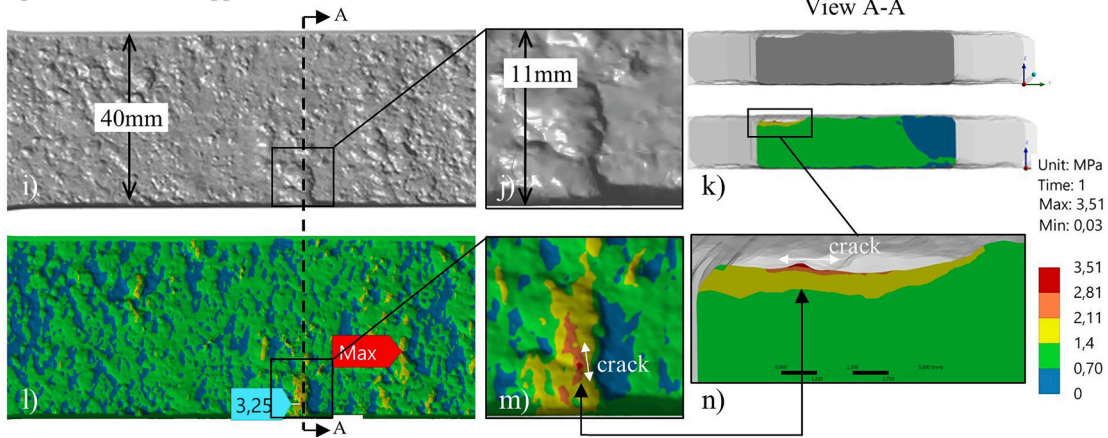 View A-A
A
40mm
11mm
i)
j)
k)
Unit: MPa
Time: 1
Max: 3,51
Min: 0,03
crack
3,51
2,81
2,11
1,4
0,70
0
Max
3,25
crack
l)
m)
n)
A